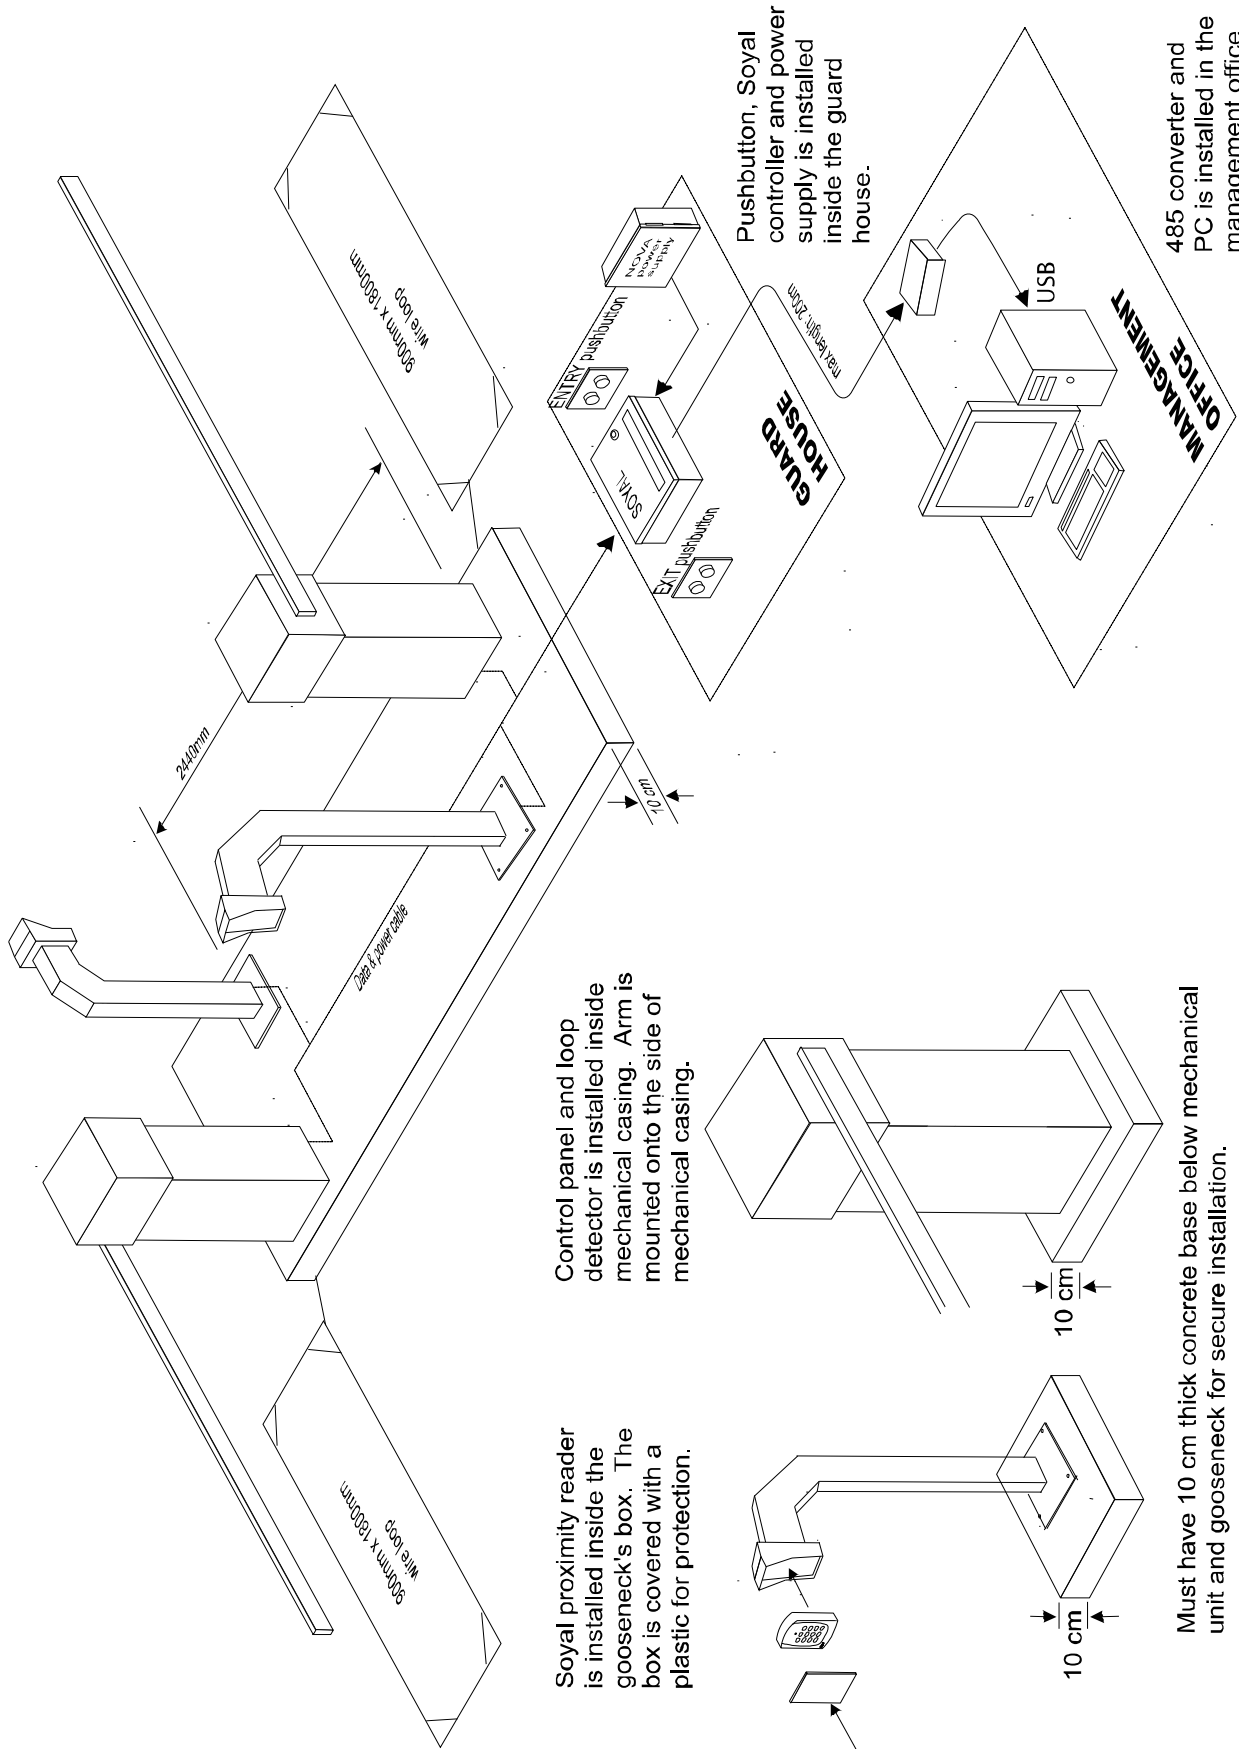 900mm x 1800mm
wire loop
2440mm
Data & power cable
10 cm
900mm x 1800mm
wire loop
Soyal proximity reader
is installed inside the
gooseneck's box.  The
box is covered with a
plastic for protection.
Control panel and loop
detector is installed inside
mechanical casing.  Arm is
mounted onto the side of
mechanical casing.
EXIT pushbutton
SOYAL
ENTRY pushbutton
NOVA
power
supply
GUARD
HOUSE
Pushbutton, Soyal
controller and power
supply is installed
inside the guard
house.
max length: 200m
USB
MANAGEMENT
OFFICE
485 converter and
PC is installed in the
management office
10 cm
10 cm
Must have 10 cm thick concrete base below mechanical
unit and gooseneck for secure installation.